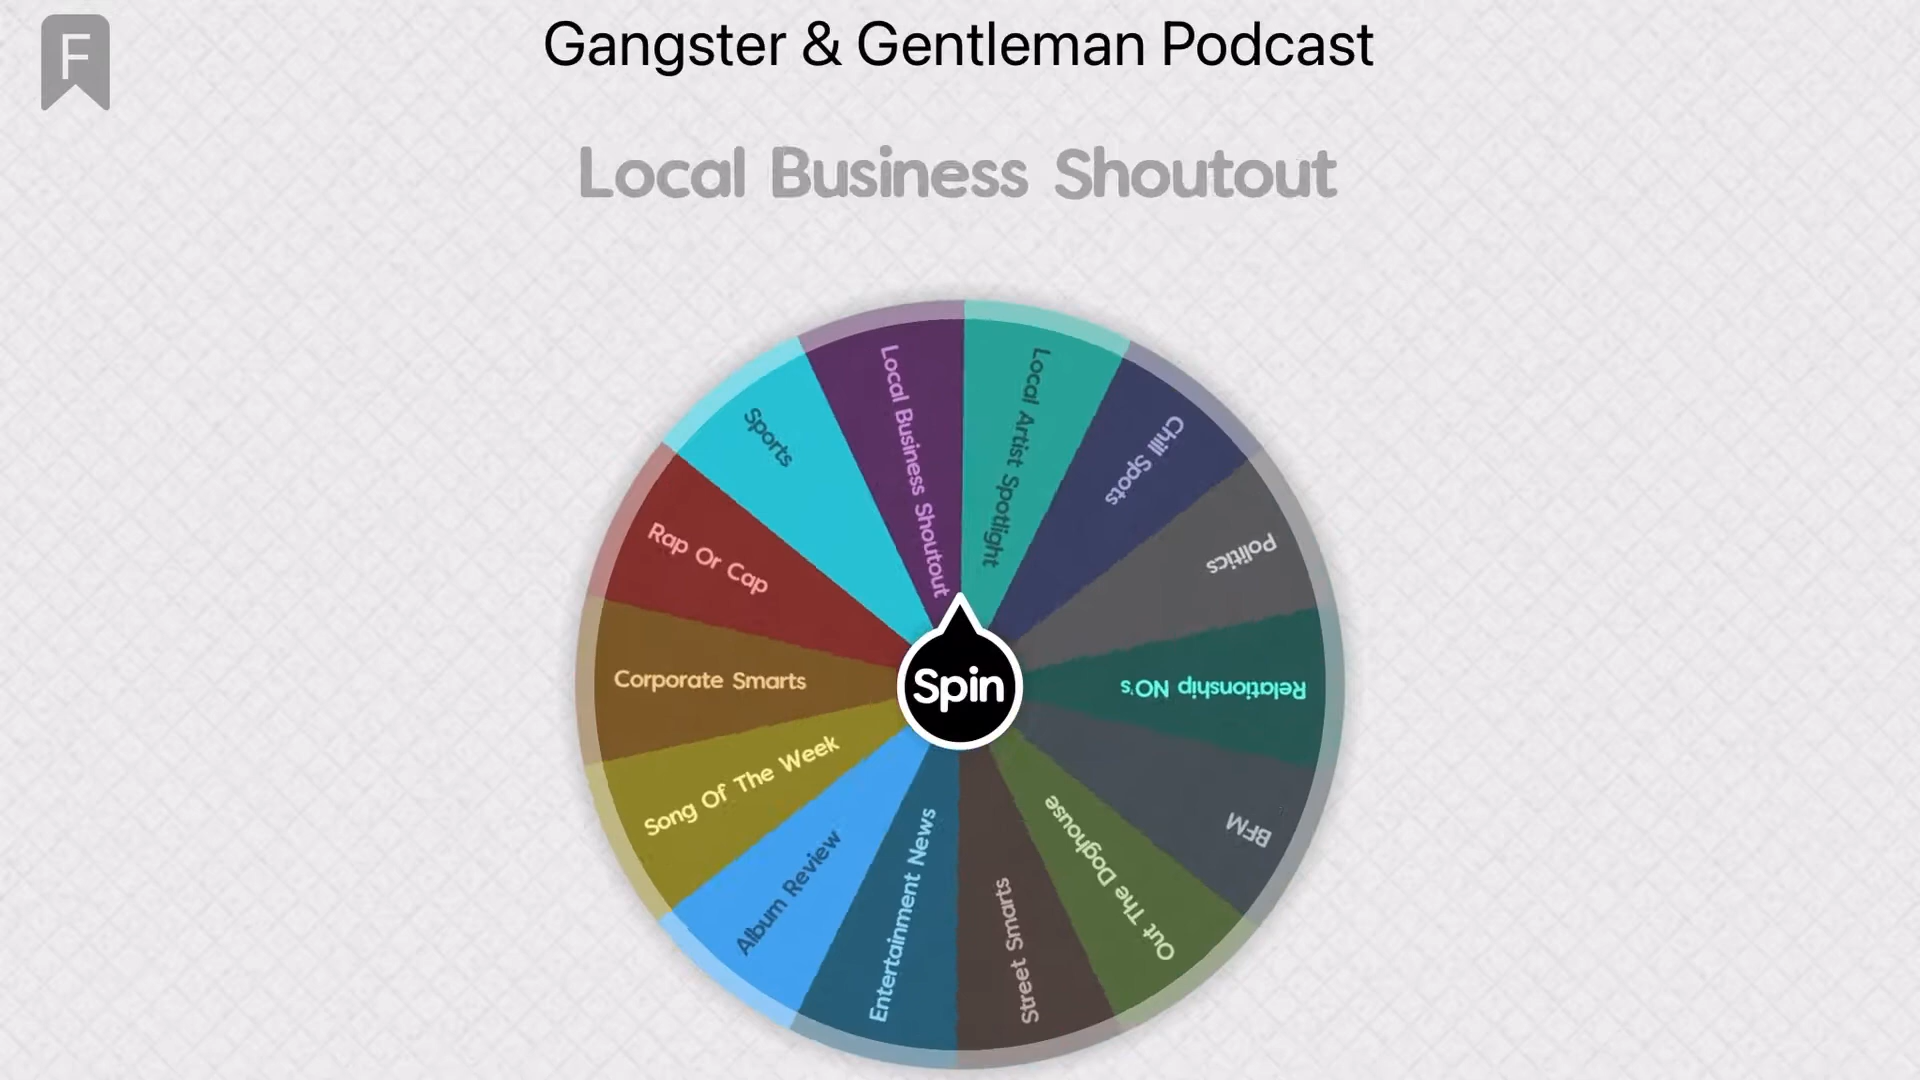 F
Gangster & Gentleman Podcast
Local Business Shoutout
Local Business Shoutout
Local Artist Spotlight
Chill Spots
Politics
Relationship NO's
BFM
Out The Doghouse
Street Smarts
Entertainment News
Album Review
Song Of The Week
Corporate Smarts
Rap Or Cap
Sports
Spin